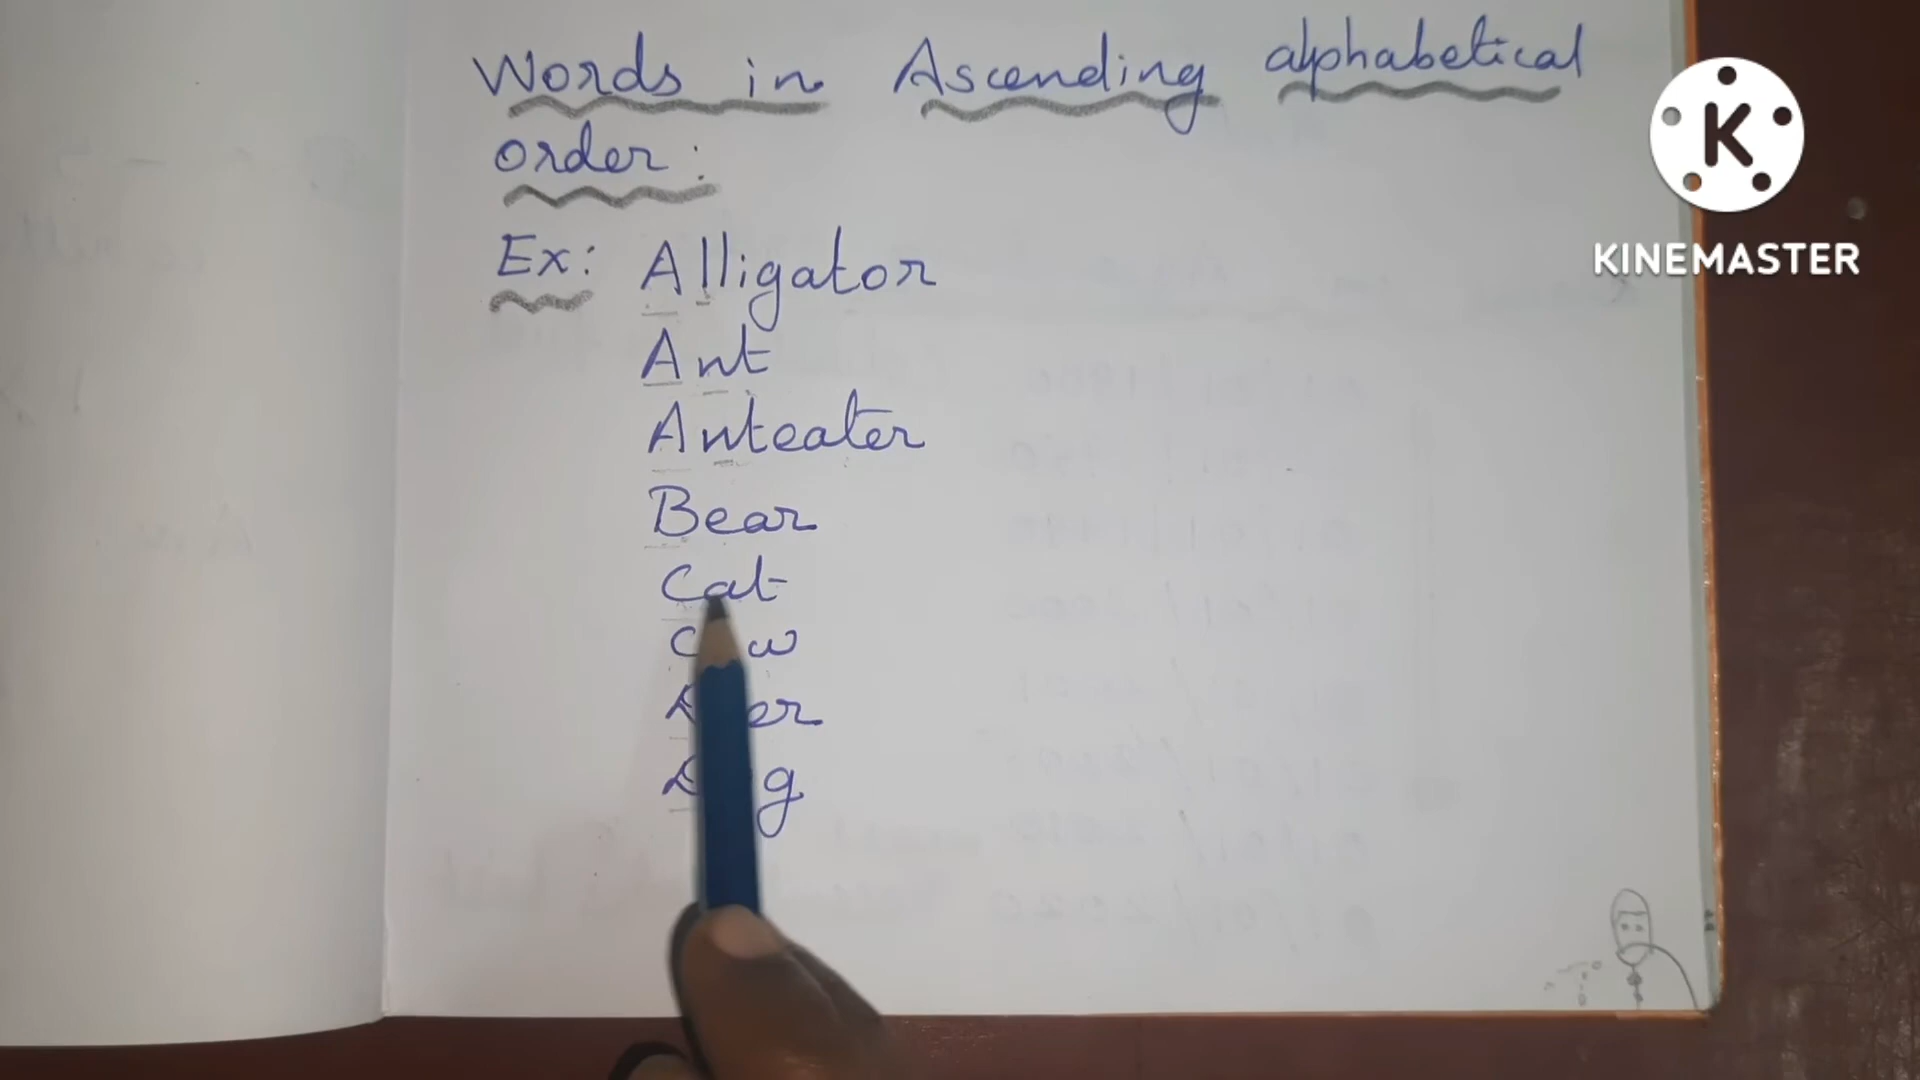 Words in Ascending alphabetical
order:
Ex: Alligator
Ant
Anteater
Bear
Cat
K
KINEMASTER